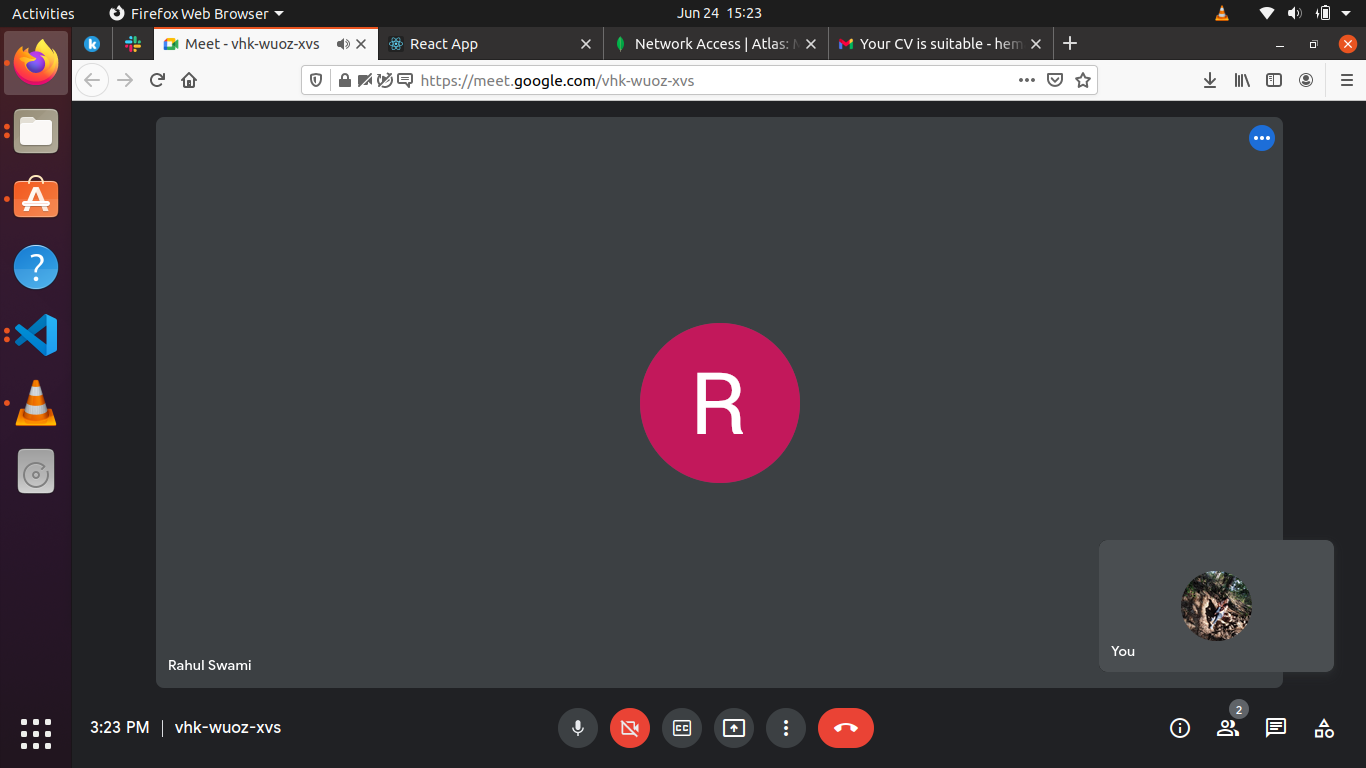 Activities
Firefox Web Browser
Jun 24 15:23
k
Meet - vhk-wuoz-xvs
React App
Network Access | Atlas: M
Your CV is suitable - hem
https://meet.google.com/vhk-wuoz-xvs
R
Rahul Swami
You
3:23 PM | vhk-wuoz-xvs
CC
2